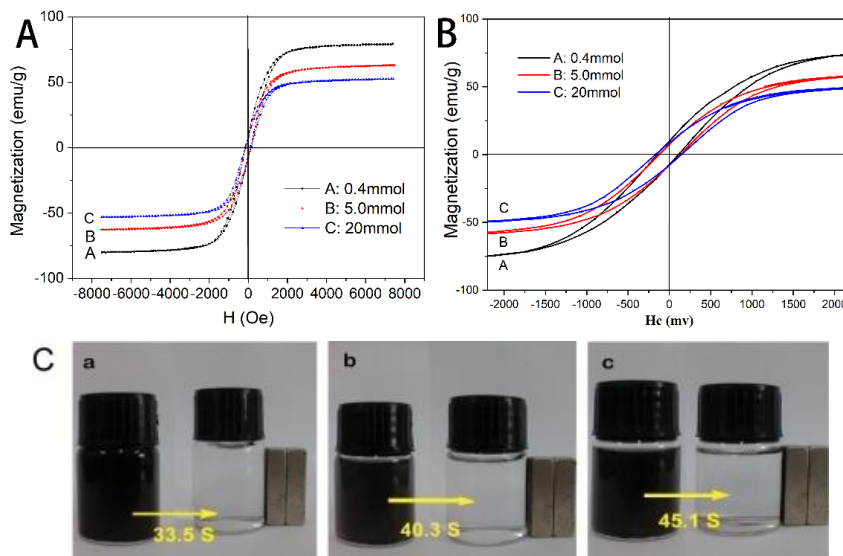 A
Magnetization (emu/g)
100
50
0
-50
-100
-8000 -6000 -4000 -2000 0 2000 4000 6000 8000
H (Oe)
A: 0.4mmol
B: 5.0mmol
C: 20mmol
C
B
A
B
Magnetization (emu/g)
100
50
0
-50
-100
-2000 -1500 -1000 -500 0 500 1000 1500 2000
Hc (mv)
A: 0.4mmol
B: 5.0mmol
C: 20mmol
C
B
A
C
a
33.5 S
b
40.3 S
c
45.1 S